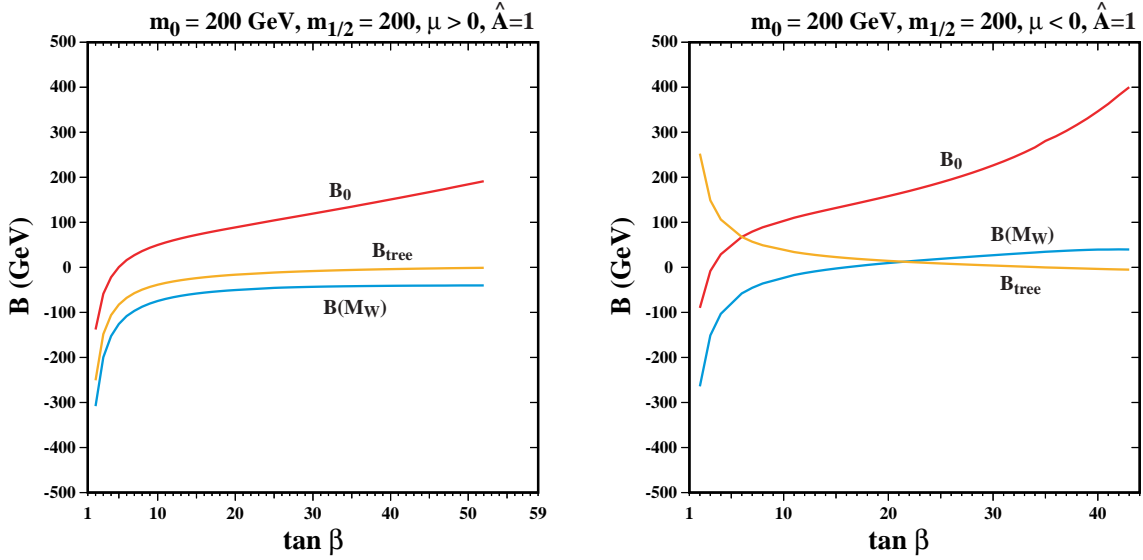 m0 = 200 GeV, m1/2 = 200, μ > 0, Â=1
500
400
300
200
100
0
-100
-200
-300
-400
-500
B (GeV)
B0
Btree
B(MW)
1
10
20
30
40
50
59
tan β
m0 = 200 GeV, m1/2 = 200, μ < 0, Â=1
500
400
300
200
100
0
-100
-200
-300
-400
-500
B (GeV)
B0
B(MW)
Btree
1
10
20
30
40
tan β